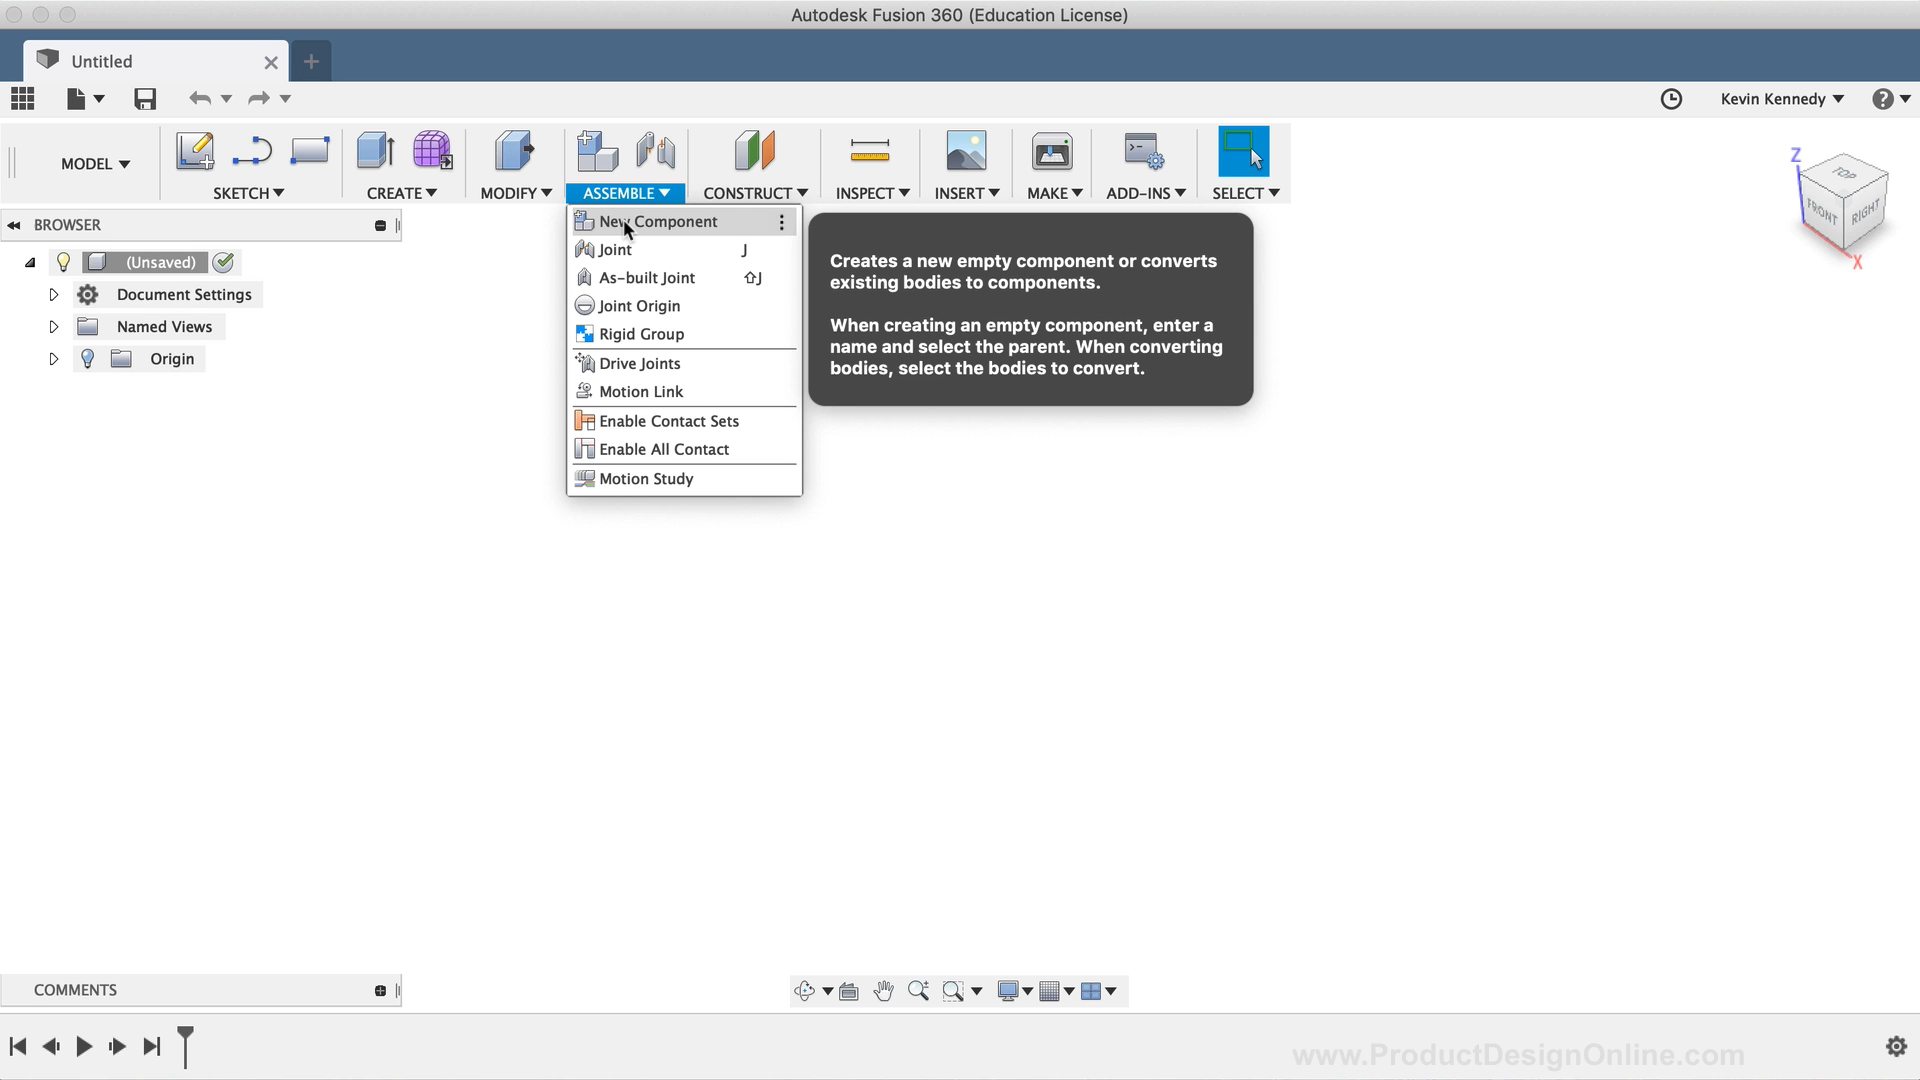 Autodesk Fusion 360 (Education License)
Untitled
Kevin Kennedy
MODEL
SKETCH
CREATE
MODIFY
ASSEMBLE
CONSTRUCT
INSPECT
INSERT
MAKE
ADD-INS
SELECT
Z
TOP
FRONT
RIGHT
X
BROWSER
(Unsaved)
Document Settings
Named Views
Origin
New Component
Joint J
As-built Joint ⇧J
Joint Origin
Rigid Group
Drive Joints
Motion Link
Enable Contact Sets
Enable All Contact
Motion Study
Creates a new empty component or converts
existing bodies to components.
When creating an empty component, enter a
name and select the parent. When converting
bodies, select the bodies to convert.
COMMENTS
www.ProductDesignOnline.com